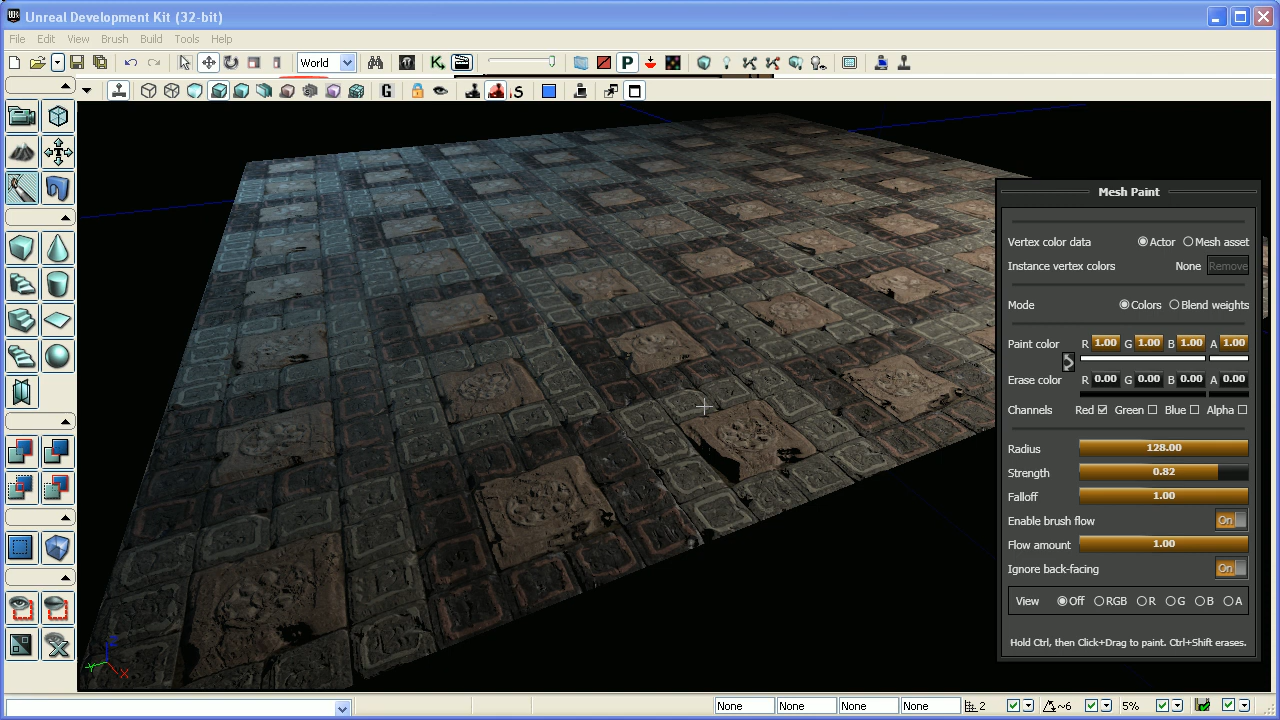 Unreal Development Kit (32-bit)
File Edit View Brush Build Tools Help
World
P
G
S
Mesh Paint
Vertex color data Actor Mesh asset
Instance vertex colors None Remove
Mode Colors Blend weights
Paint color R 1.00 G 1.00 B 1.00 A 1.00
Erase color R 0.00 G 0.00 B 0.00 A 0.00
Channels Red Green Blue Alpha
Radius 128.00
Strength 0.82
Falloff 1.00
Enable brush flow On
Flow amount 1.00
Ignore back-facing On
View Off RGB R G B A
Hold Ctrl, then Click+Drag to paint. Ctrl+Shift erases.
Z
Y
X
None None None None 2 ~6 5%